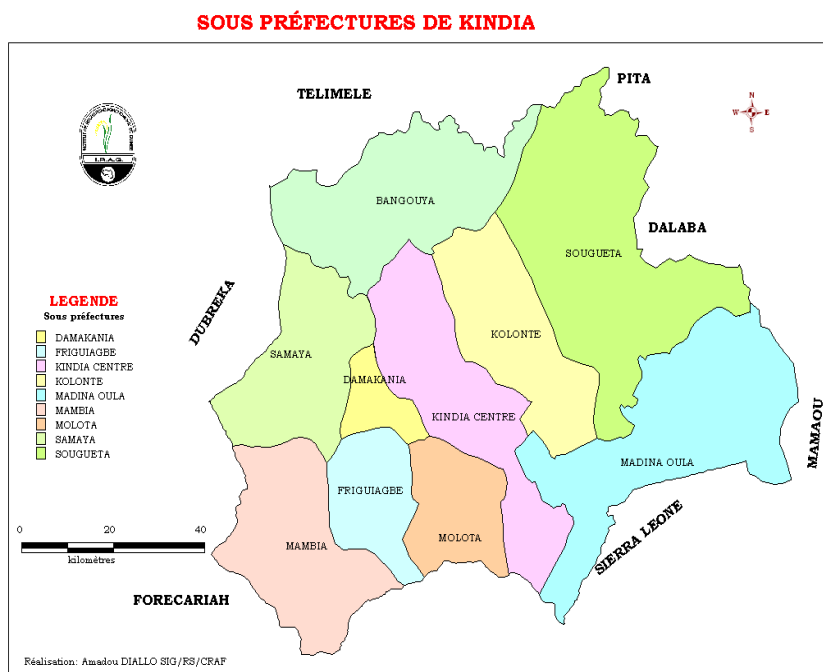 SOUS PRÉFECTURES DE KINDIA
TELIMELE
PITA
N
W E
S
I.R.A.G.
BANGOUYA
DALABA
SOUGUETA
DUBREKA
LEGENDE
Sous préfectures
DAMAKANIA
FRIGUIAGBE
KINDIA CENTRE
KOLONTE
MADINA OULA
MAMBIA
MOLOTA
SAMAYA
SOUGUETA
KOLONTE
SAMAYA
DAMAKANIA
KINDIA CENTRE
MAMAOU
MADINA OULA
FRIGUIAGBE
0 20 40
kilomètres
MOLOTA
MAMBIA
SIERRA LEONE
FORECARIAH
Réalisation: Amadou DIALLO SIG/RS/CRAF